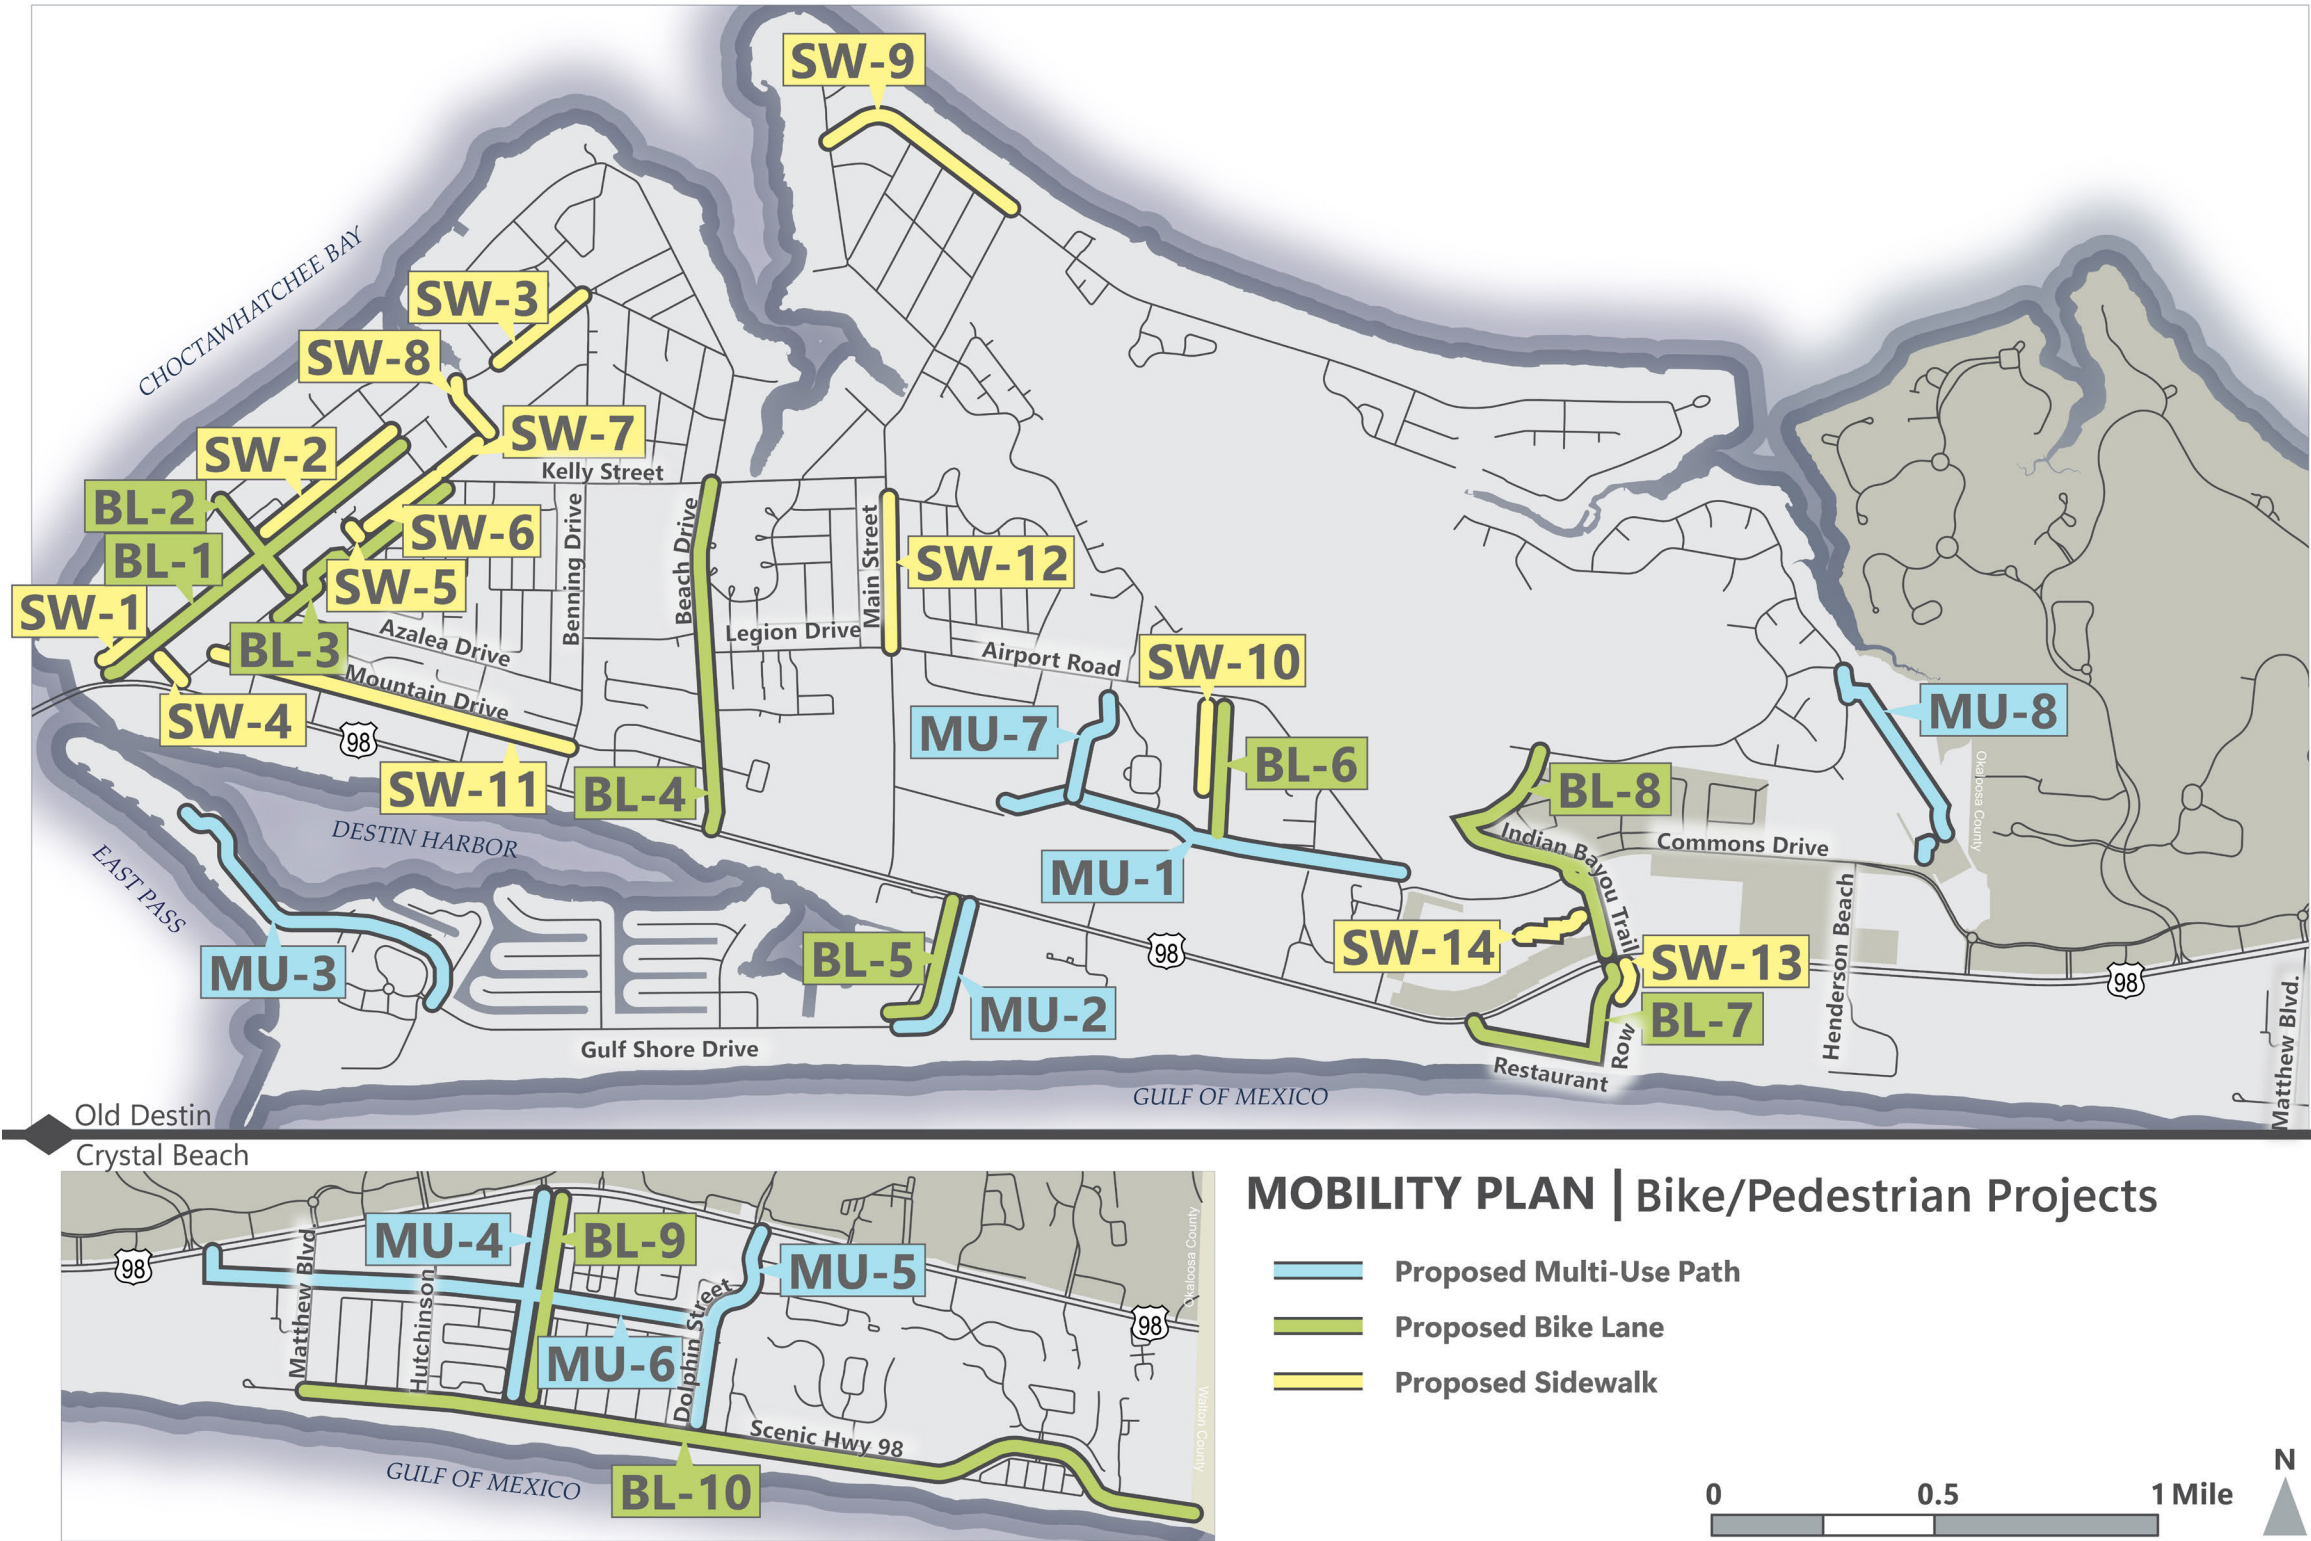 SW-9
CHOCTAWHATCHEE BAY
SW-3
SW-8
SW-7
SW-2
Kelly Street
BL-2
SW-6
BL-1
SW-5
SW-1
BL-3
SW-4
Azalea Drive
Mountain Drive
Benning Drive
Beach Drive
Main Street
SW-12
Legion Drive
Airport Road
SW-10
MU-7
BL-6
MU-8
98
SW-11
BL-4
BL-8
Okaloosa County
DESTIN HARBOR
Indian Bayou Trail
Commons Drive
MU-1
EAST PASS
Henderson Beach
MU-3
BL-5
98
SW-14
SW-13
98
MU-2
BL-7
Matthew Blvd.
Gulf Shore Drive
Restaurant Row
GULF OF MEXICO
Old Destin
Crystal Beach
MOBILITY PLAN | Bike/Pedestrian Projects
Proposed Multi-Use Path
Proposed Bike Lane
Proposed Sidewalk
98
MU-4
BL-9
MU-5
Matthew Blvd.
Hutchinson
MU-6
Dolphin Street
98
Okaloosa County
Walton County
Scenic Hwy 98
BL-10
GULF OF MEXICO
0 0.5 1 Mile
N